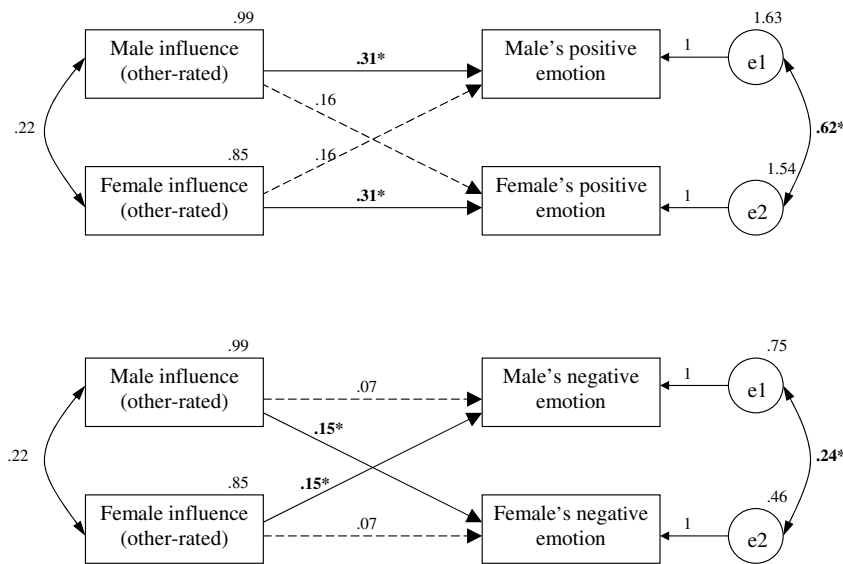 .99
1.63
Male influence
(other-rated)
.31*
Male’s positive
emotion
1
e1
.16
.22
.62*
.85
.16
1.54
Female influence
(other-rated)
.31*
Female’s positive
emotion
1
e2
.99
.75
Male influence
(other-rated)
.07
Male’s negative
emotion
1
e1
.15*
.22
.24*
.85
.15*
.46
Female influence
(other-rated)
.07
Female’s negative
emotion
1
e2